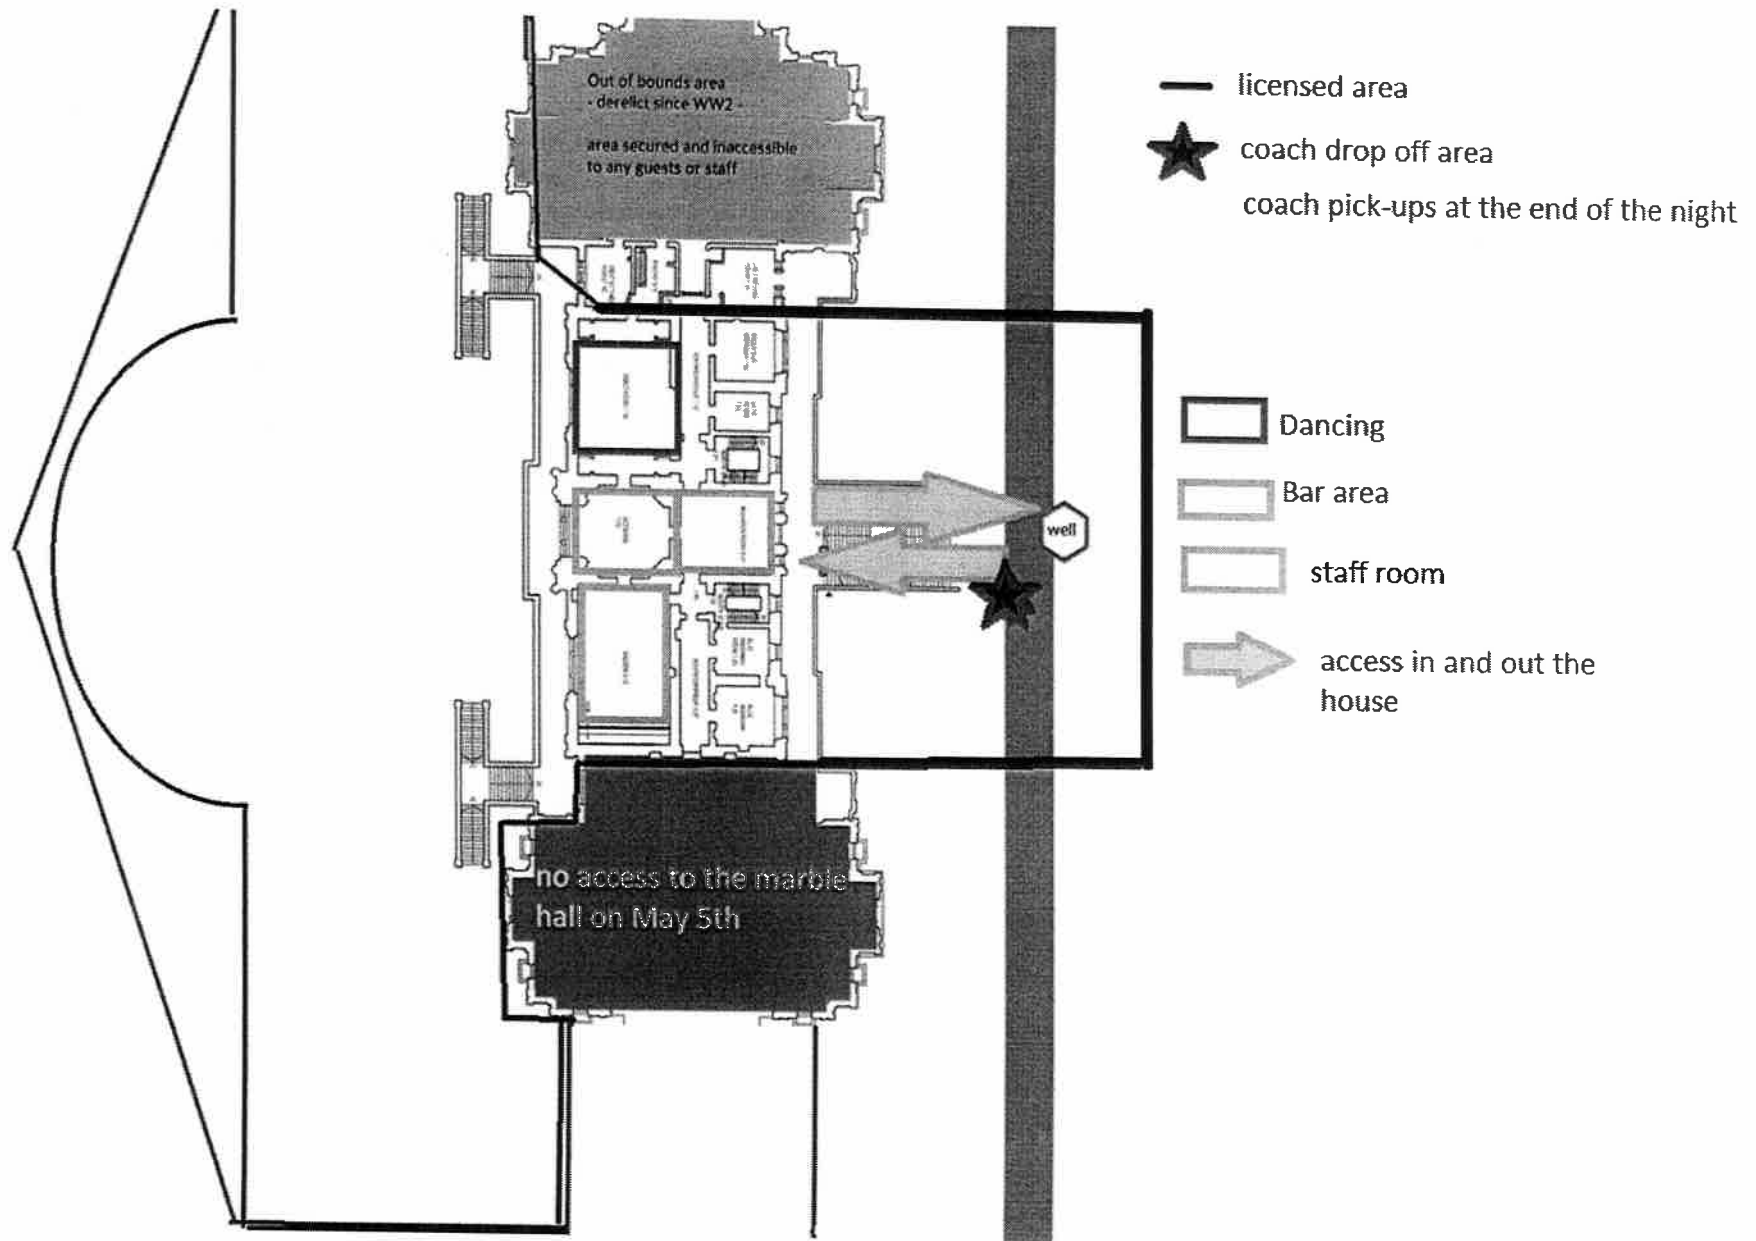 Out of bounds area
- derelict since WW2 -
area secured and inaccessible
to any guests or staff
licensed area
coach drop off area
coach pick-ups at the end of the night
Dancing
Bar area
staff room
access in and out the
house
well
no access to the marble
hall on May 5th